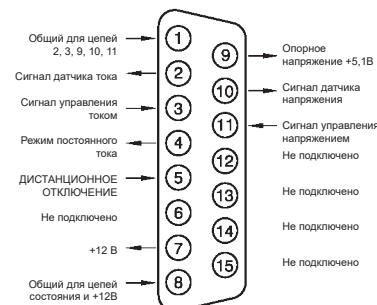 Общий для цепей
2, 3, 9, 10, 11
Сигнал датчика тока
Сигнал управления
током
Режим постоянного
тока
ДИСТАНЦИОННОЕ
ОТКЛЮЧЕНИЕ
Не подключено
+12 В
Общий для цепей
состояния и +12В
1
2
3
4
5
6
7
8
9
10
11
12
13
14
15
Опорное
напряжение +5,1В
Сигнал датчика
напряжения
Сигнал управления
напряжением
Не подключено
Не подключено
Не подключено
Не подключено